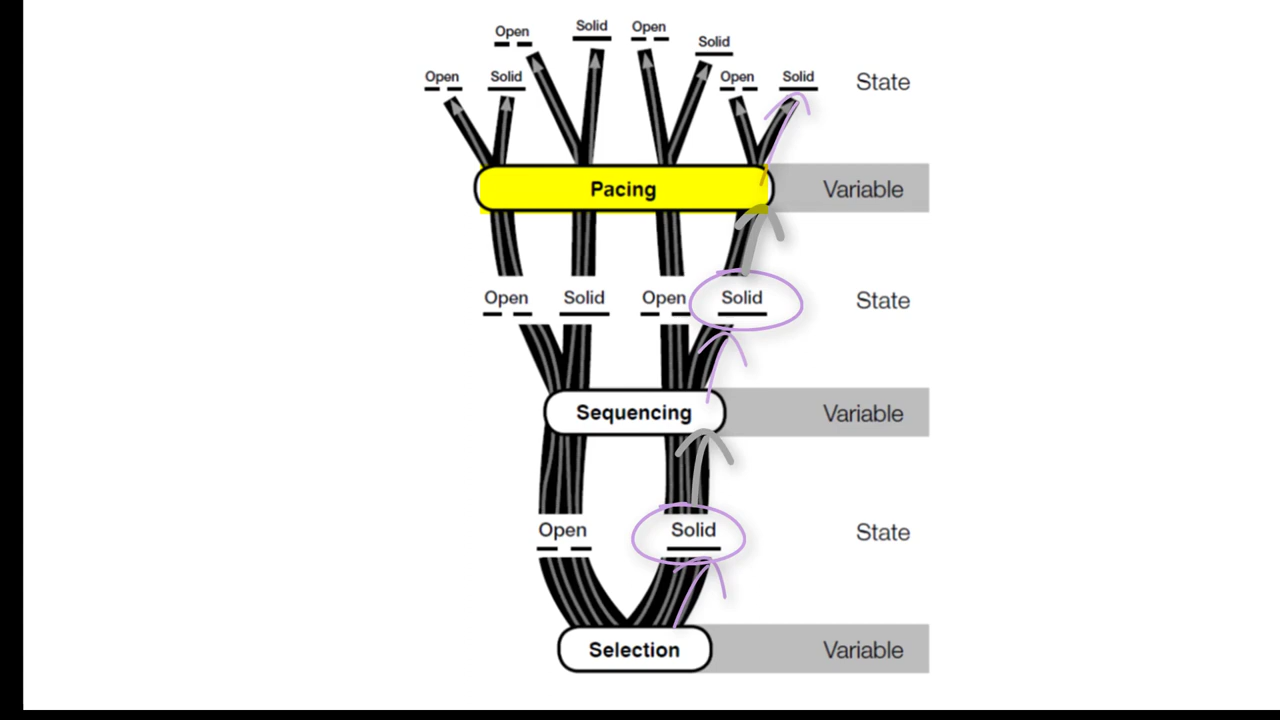 Open Solid Open Solid
Open Solid Open Solid State
Pacing Variable
Open Solid Open Solid State
Sequencing Variable
Open Solid State
Selection Variable